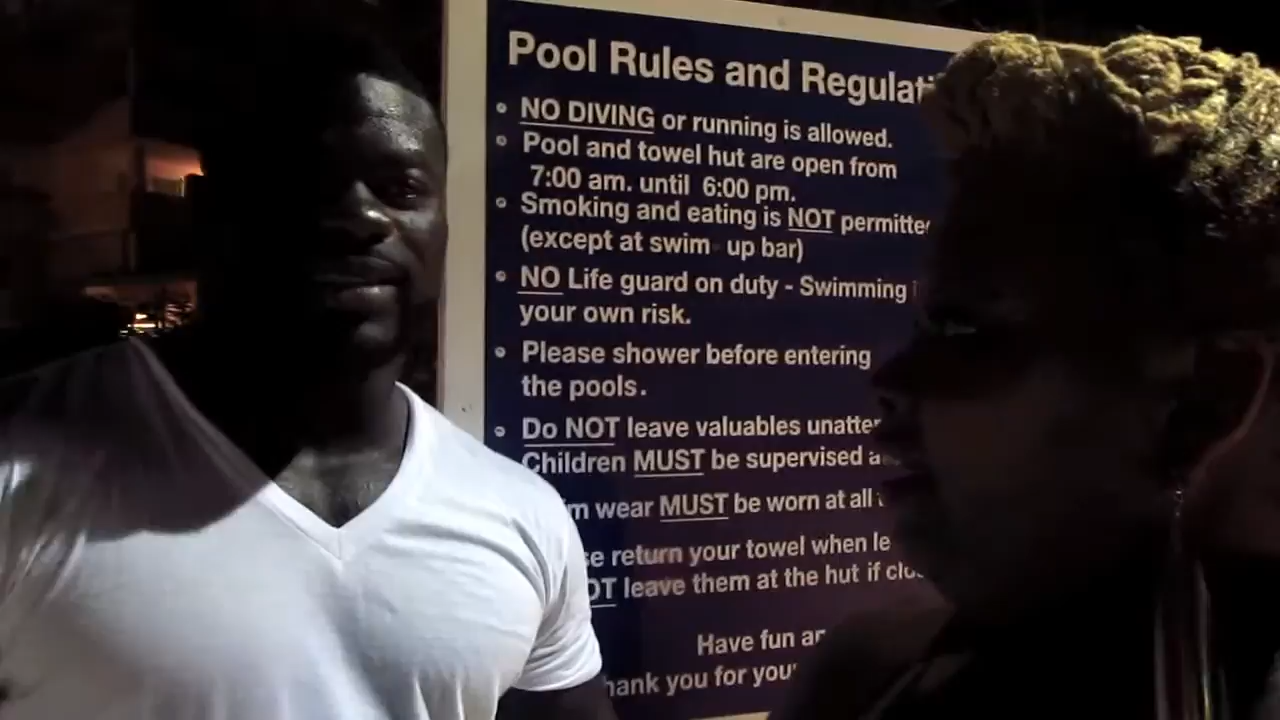 Pool Rules and Regulati
NO DIVING or running is allowed.
Pool and towel hut are open from
7:00 am. until 6:00 pm.
Smoking and eating is NOT permitted
(except at swim up bar)
NO Life guard on duty - Swimming
your own risk.
Please shower before entering
the pools.
Do NOT leave valuables unatten
Children MUST be supervised a
m wear MUST be worn at all
se return your towel when le
OT leave them at the hut if clo
Have fun an
hank you for your